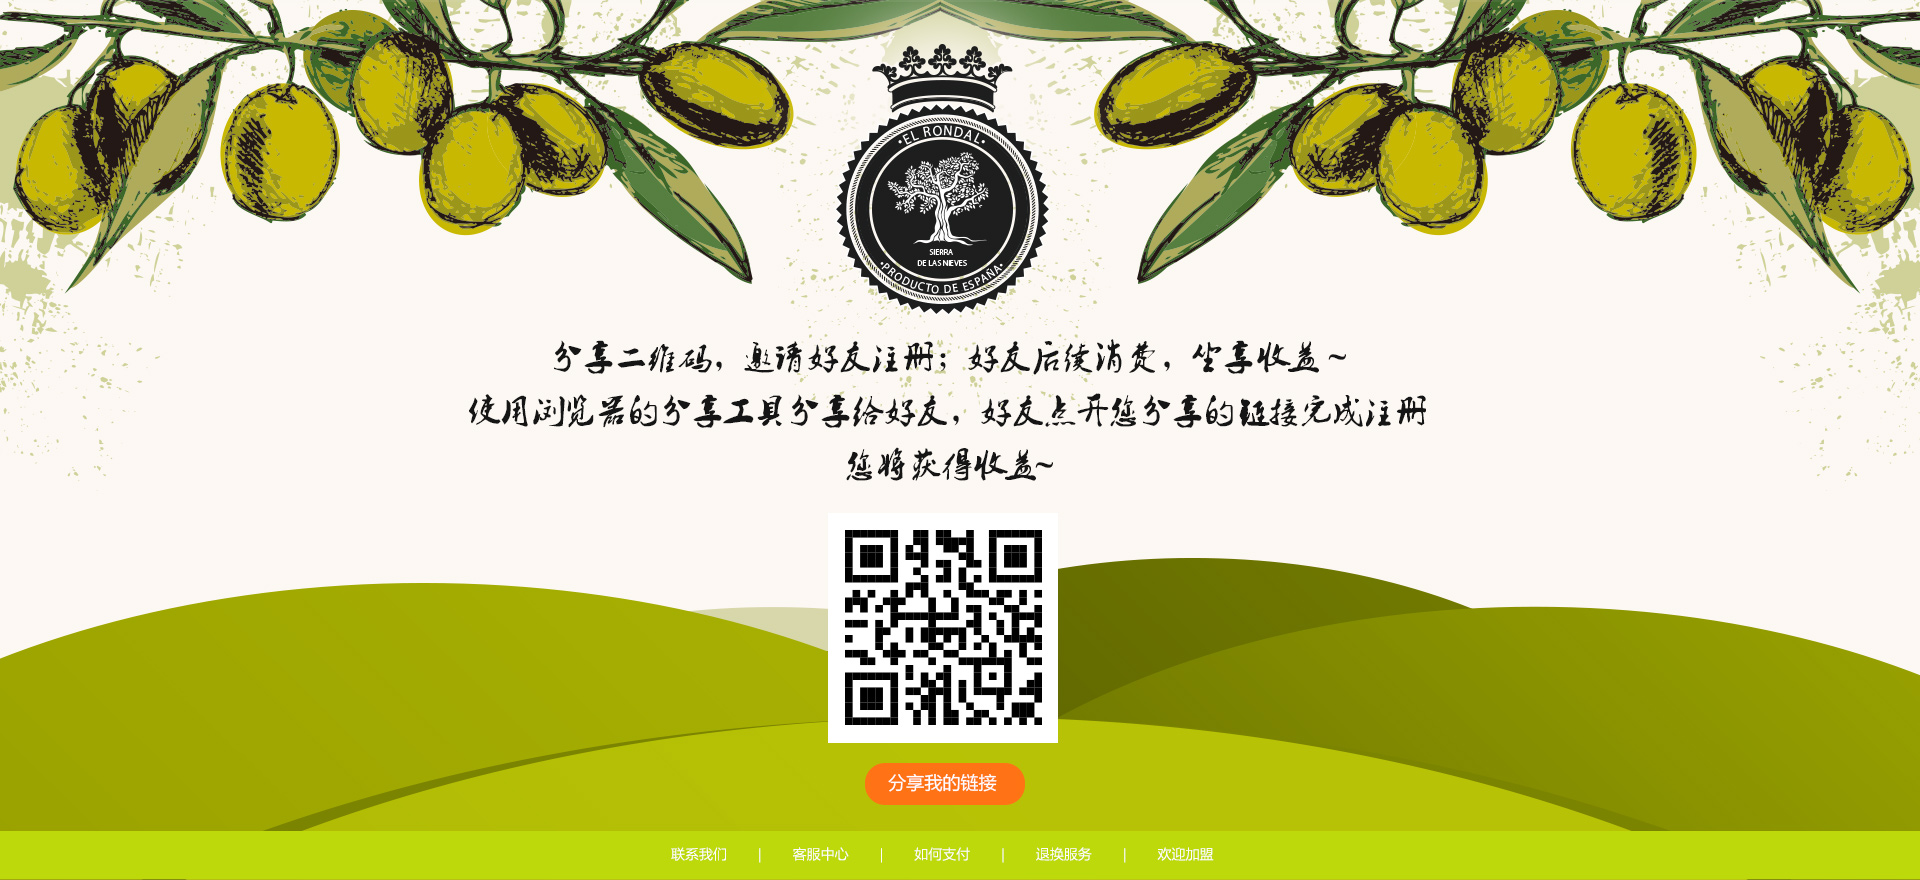 ·EL RONDAL·
SIERRA
DE LAS NIEVES
·PRODUCTO DE ESPAÑA·
分享二维码，邀请好友注册；好友后续消费，坐享收益~
使用浏览器的分享工具分享给好友，好友点开您分享的链接完成注册
您将获得收益~
分享我的链接
联系我们 | 客服中心 | 如何支付 | 退换服务 | 欢迎加盟